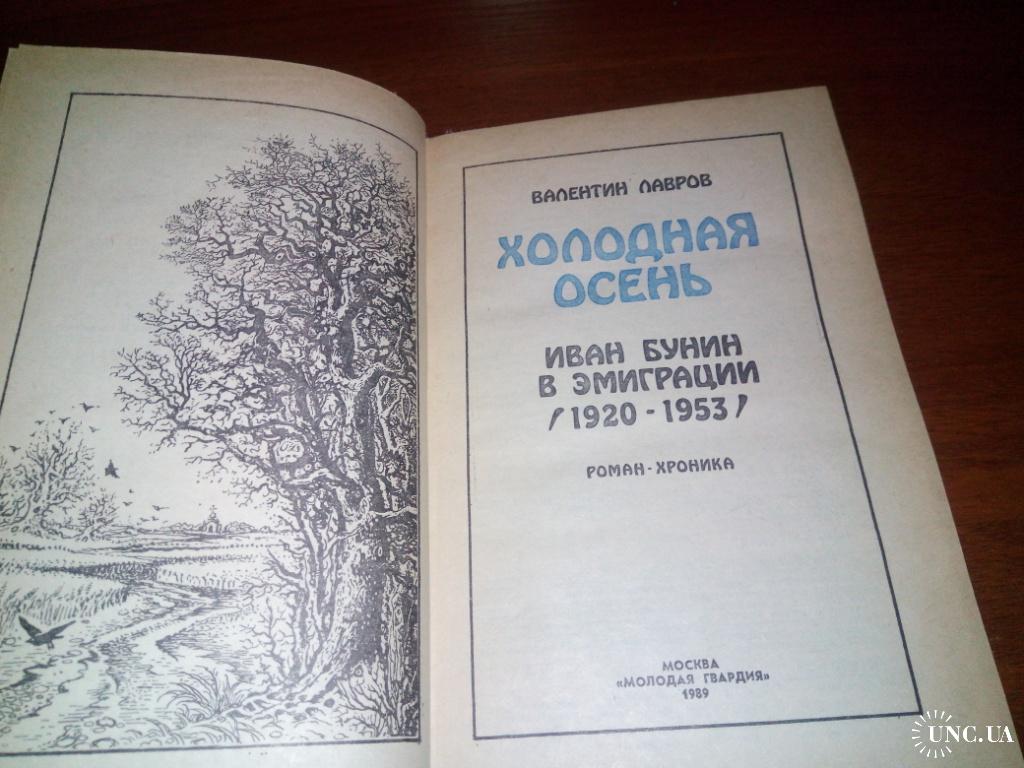 ВАЛЕНТИН ЛАВРОВ
ХОЛОДНАЯ
ОСЕНЬ
ИВАН БУНИН
В ЭМИГРАЦИИ
/1920 - 1953/
РОМАН-ХРОНИКА
МОСКВА
«МОЛОДАЯ ГВАРДИЯ»
1989
UNC.UA